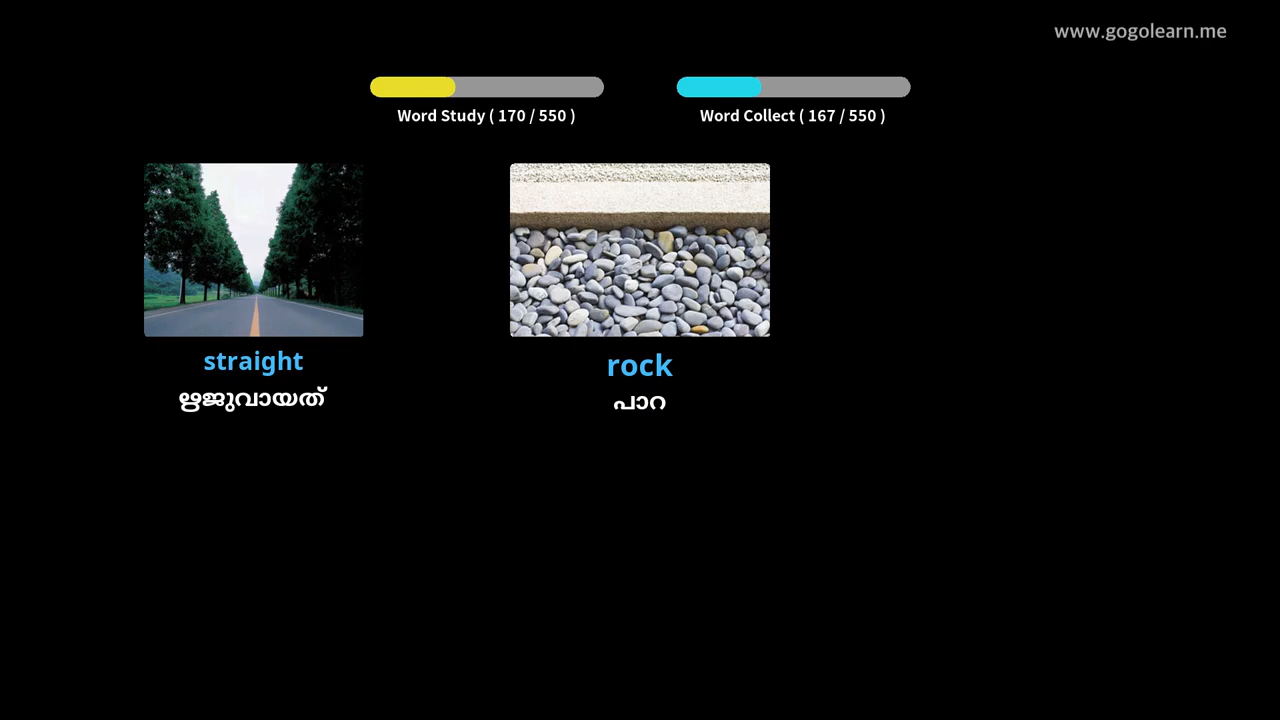 www.gogolearn.me
Word Study ( 170 / 550 )
Word Collect ( 167 / 550 )
straight
ഋജുവായത്
rock
പാറ